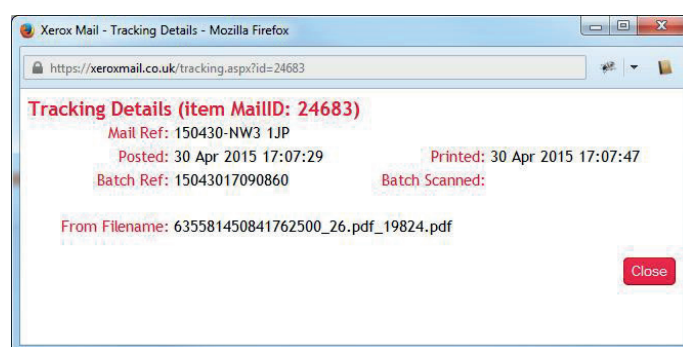 Xerox Mail - Tracking Details - Mozilla Firefox
https://xeroxmail.co.uk/tracking.aspx?id=24683
Tracking Details (item MailID: 24683)
Mail Ref: 150430-NW3 1JP
Posted: 30 Apr 2015 17:07:29 Printed: 30 Apr 2015 17:07:47
Batch Ref: 15043017090860 Batch Scanned:
From Filename: 635581450841762500_26.pdf_19824.pdf
Close